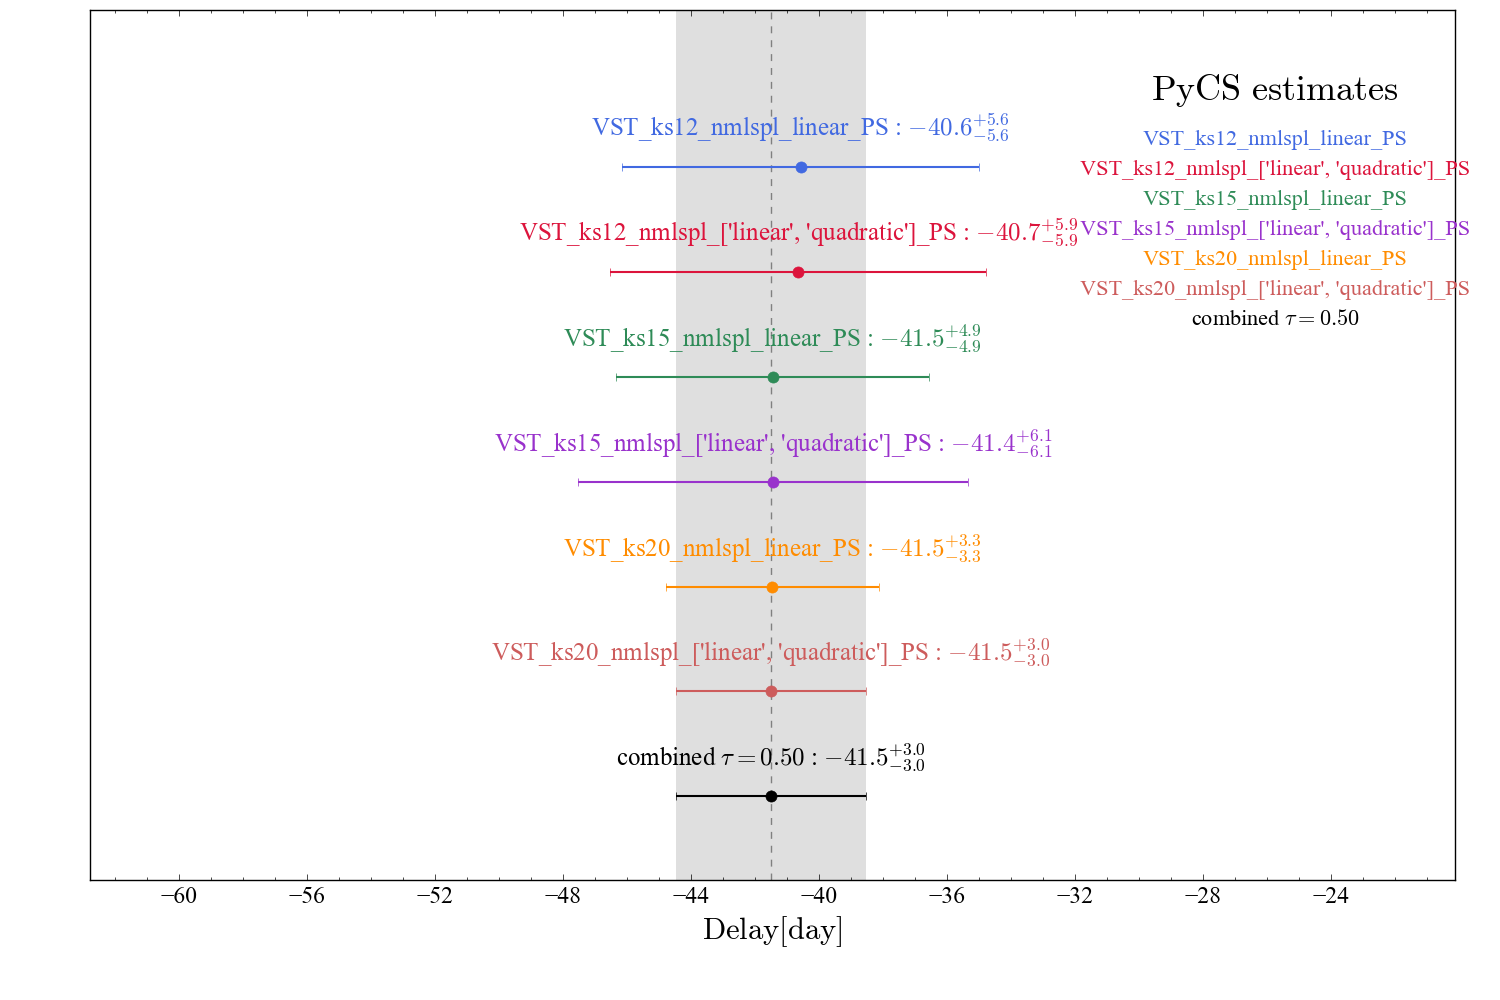 PyCS estimates
VST_ks12_nmlspl_linear_PS
VST_ks12_nmlspl_['linear', 'quadratic']_PS
VST_ks15_nmlspl_linear_PS
VST_ks15_nmlspl_['linear', 'quadratic']_PS
VST_ks20_nmlspl_linear_PS
VST_ks20_nmlspl_['linear', 'quadratic']_PS
combined τ = 0.50
VST_ks12_nmlspl_linear_PS : −40.6 +5.6 −5.6
VST_ks12_nmlspl_['linear', 'quadratic']_PS : −40.7 +5.9 −5.9
VST_ks15_nmlspl_linear_PS : −41.5 +4.9 −4.9
VST_ks15_nmlspl_['linear', 'quadratic']_PS : −41.4 +6.1 −6.1
VST_ks20_nmlspl_linear_PS : −41.5 +3.3 −3.3
VST_ks20_nmlspl_['linear', 'quadratic']_PS : −41.5 +3.0 −3.0
combined τ = 0.50 : −41.5 +3.0 −3.0
−60 −56 −52 −48 −44 −40 −36 −32 −28 −24
Delay[day]